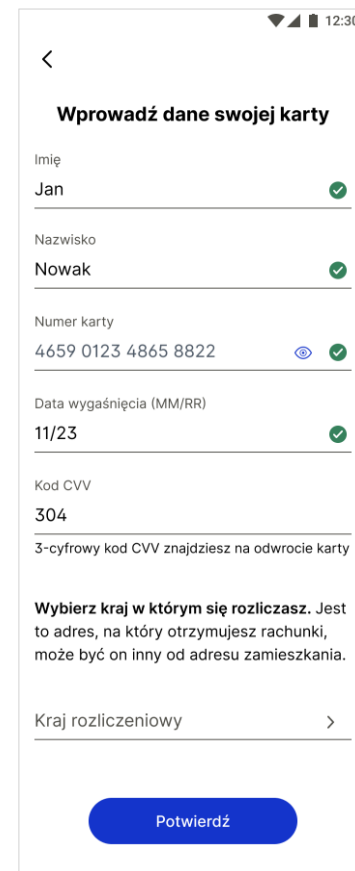 12:30
Wprowadź dane swojej karty
Imię
Jan
Nazwisko
Nowak
Numer karty
4659 0123 4865 8822
Data wygaśnięcia (MM/RR)
11/23
Kod CVV
304
3-cyfrowy kod CVV znajdziesz na odwrocie karty
Wybierz kraj w którym się rozliczasz. Jest
to adres, na który otrzymujesz rachunki,
może być on inny od adresu zamieszkania.
Kraj rozliczeniowy
Potwierdź